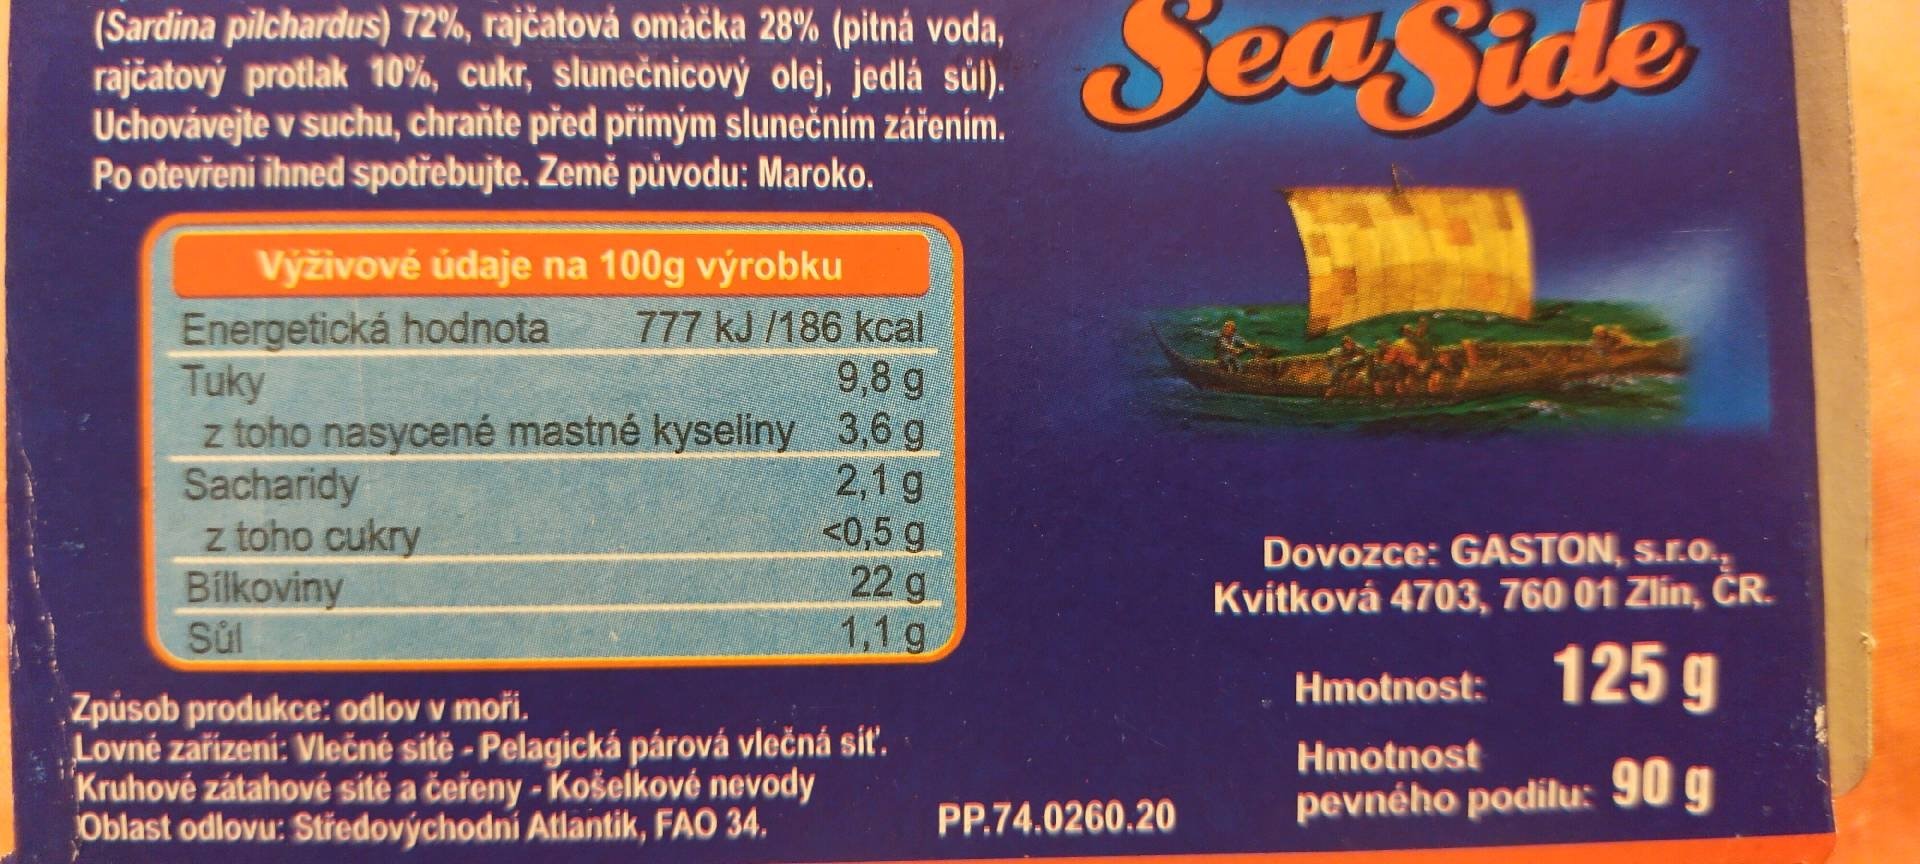 (Sardina pilchardus) 72%, rajčatová omáčka 28% (pitná voda,
rajčatový protlak 10%, cukr, slunečnicový olej, jedlá sůl).
Uchovávejte v suchu, chraňte před přímým slunečním zářením.
Po otevření ihned spotřebujte. Země původu: Maroko.
Výživové údaje na 100g výrobku
Energetická hodnota 777 kJ /186 kcal
Tuky 9,8 g
z toho nasycené mastné kyseliny 3,6 g
Sacharidy 2,1 g
z toho cukry <0,5 g
Bílkoviny 22 g
Sůl 1,1 g
Způsob produkce: odlov v moři.
Lovné zařízení: Vlečné sítě - Pelagická párová vlečná síť.
Kruhové zátahové sítě a čeřeny - Košelkové nevody
Oblast odlovu: Středovýchodní Atlantik, FAO 34.
PP.74.0260.20
SeaSide
Dovozce: GASTON, s.r.o.,
Kvítková 4703, 760 01 Zlín, ČR.
Hmotnost: 125 g
Hmotnost
pevného podílu: 90 g